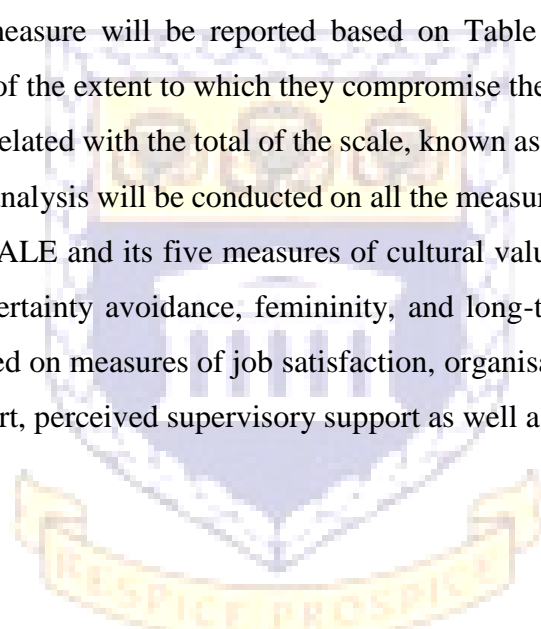 measure will be reported based on Table
of the extent to which they compromise the
elated with the total of the scale, known as
nalysis will be conducted on all the measur
ALE and its five measures of cultural valu
ertainty avoidance, femininity, and long-t
ed on measures of job satisfaction, organisa
rt, perceived supervisory support as well a
RESPICE PROSPICE